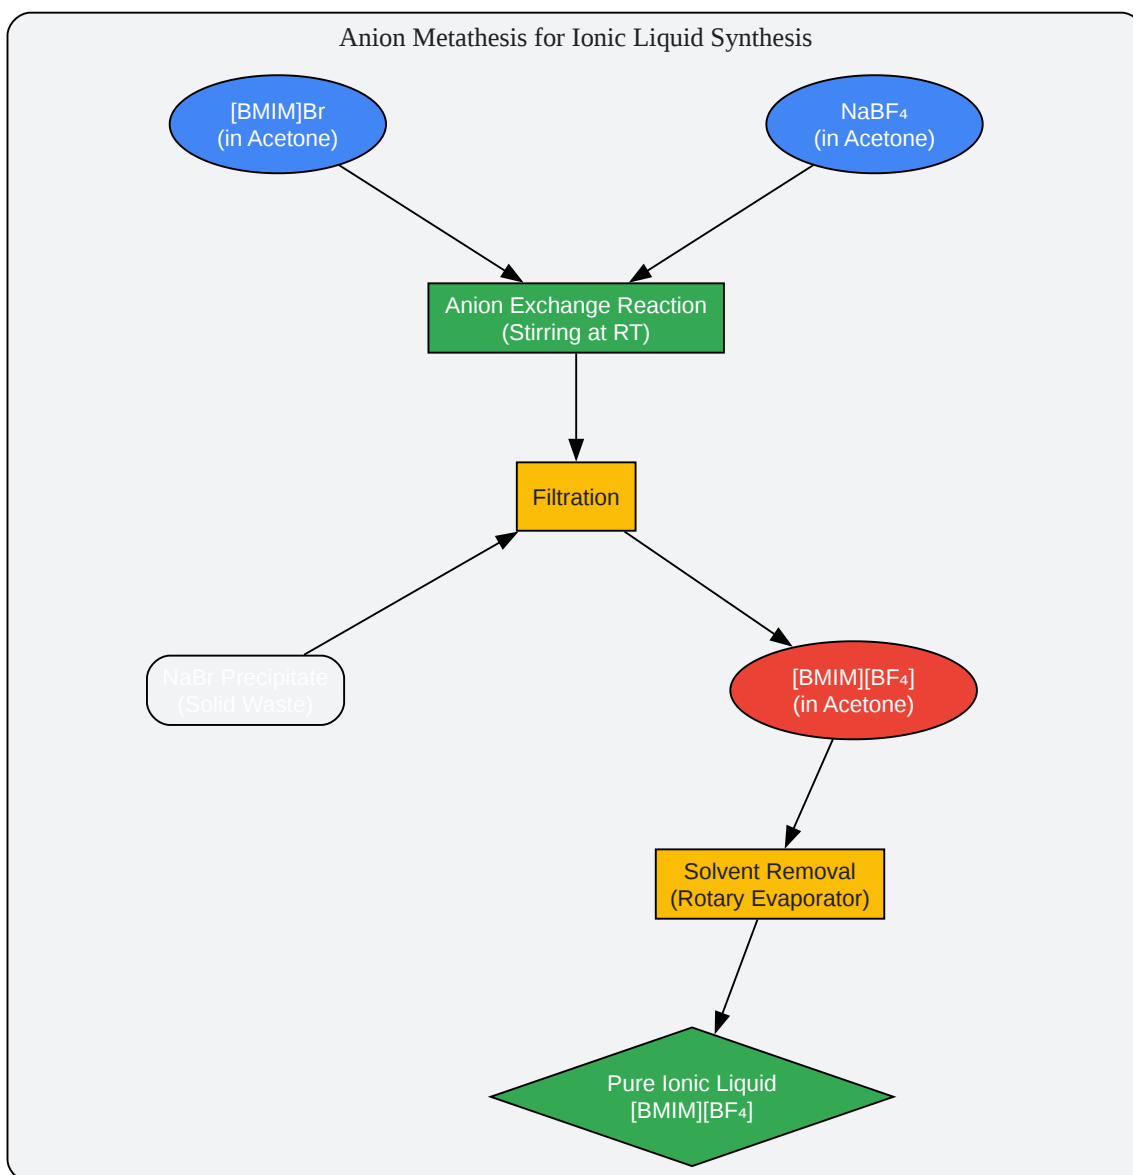 Anion Metathesis for Ionic Liquid Synthesis
[BMIM]Br
(in Acetone)
NaBF₄
(in Acetone)
Anion Exchange Reaction
(Stirring at RT)
Filtration
NaBr Precipitate
(Solid Waste)
[BMIM][BF₄]
(in Acetone)
Solvent Removal
(Rotary Evaporator)
Pure Ionic Liquid
[BMIM][BF₄]